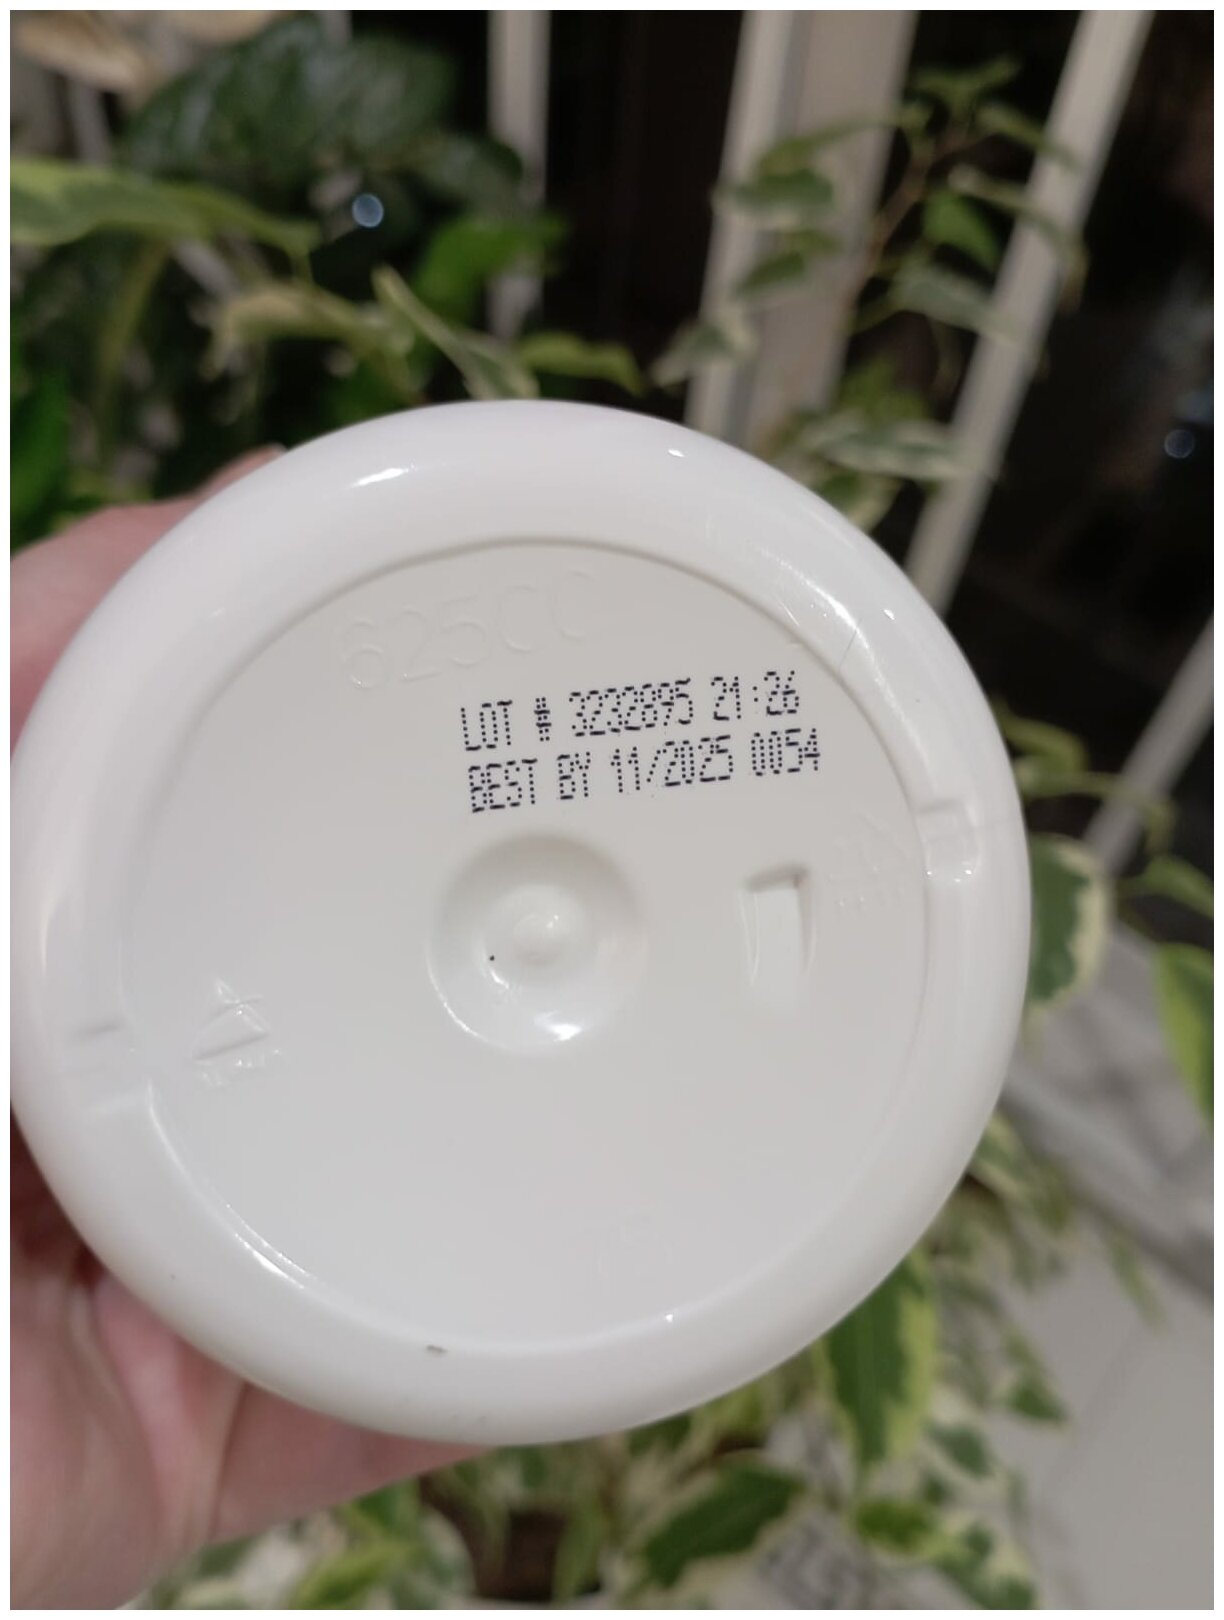 625CC
LOT # 3232895 21:26
BEST BY 11/2025 0054